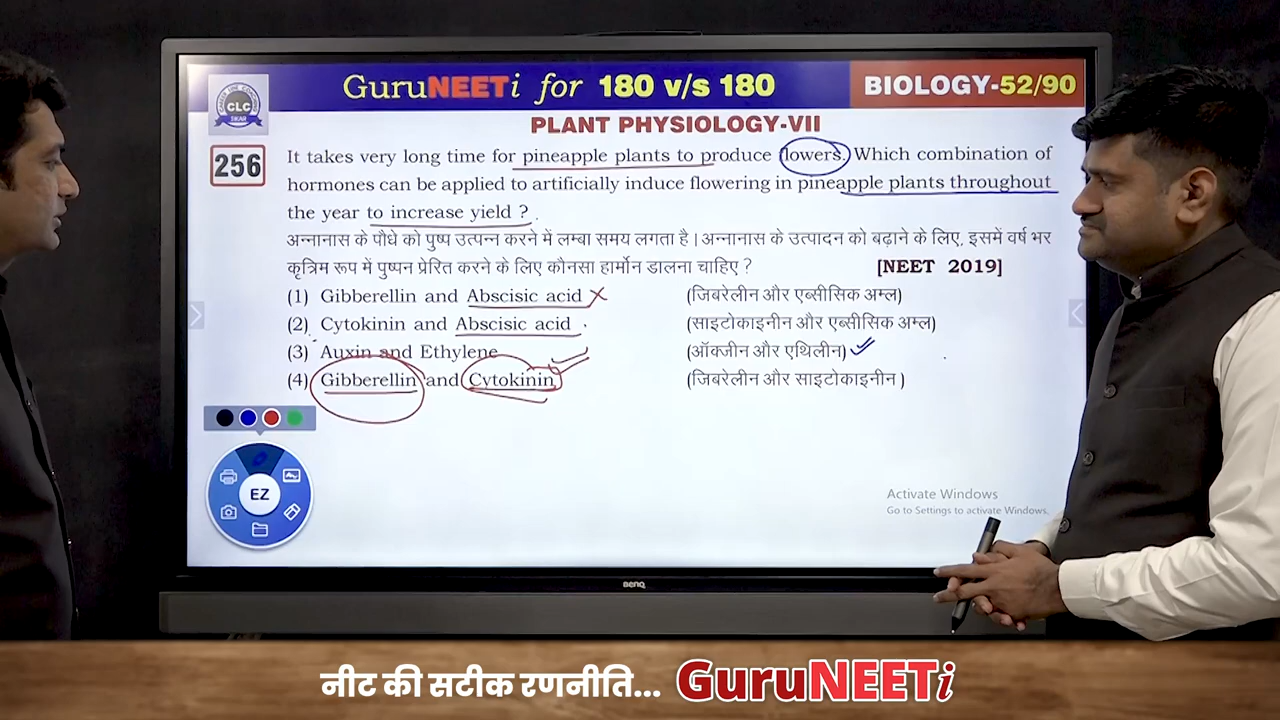 GuruNEETi for 180 v/s 180
BIOLOGY-52/90
CLC
SIKAR
PLANT PHYSIOLOGY-VII
256
It takes very long time for pineapple plants to produce flowers. Which combination of
hormones can be applied to artificially induce flowering in pineapple plants throughout
the year to increase yield ?
अन्नानास के पौधे को पुष्प उत्पन्न करने में लम्बा समय लगता है। अन्नानास के उत्पादन को बढ़ाने के लिए, इसमें वर्ष भर
कृत्रिम रूप में पुष्पन प्रेरित करने के लिए कौनसा हार्मोन डालना चाहिए ?
[NEET 2019]
(1) Gibberellin and Abscisic acid (जिबरेलीन और एब्सीसिक अम्ल)
(2) Cytokinin and Abscisic acid (साइटोकाइनीन और एब्सीसिक अम्ल)
(3) Auxin and Ethylene (ऑक्जीन और एथिलीन)
(4) Gibberellin and Cytokinin (जिबरेलीन और साइटोकाइनीन )
EZ
Activate Windows
Go to Settings to activate Windows.
BenQ
नीट की सटीक रणनीति... GuruNEETi